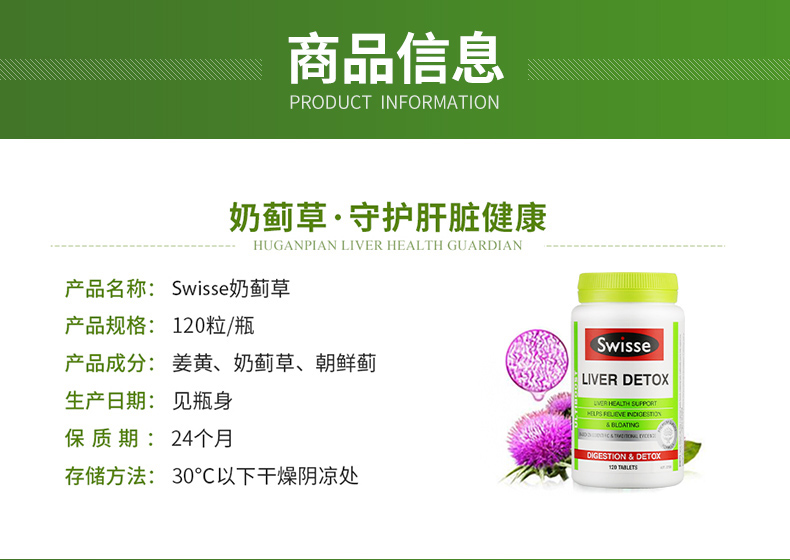 商品信息
PRODUCT INFORMATION
奶蓟草·守护肝脏健康
HUGANPIAN LIVER HEALTH GUARDIAN
产品名称： Swisse奶蓟草
产品规格： 120粒/瓶
产品成分： 姜黄、奶蓟草、朝鲜蓟
生产日期： 见瓶身
保 质 期 ： 24个月
存储方法： 30℃以下干燥阴凉处
Swisse
LIVER DETOX
LIVER HEALTH SUPPORT
HELPS RELIEVE INDIGESTION
& BLOATING
DIGESTION & DETOX
120 TABLETS